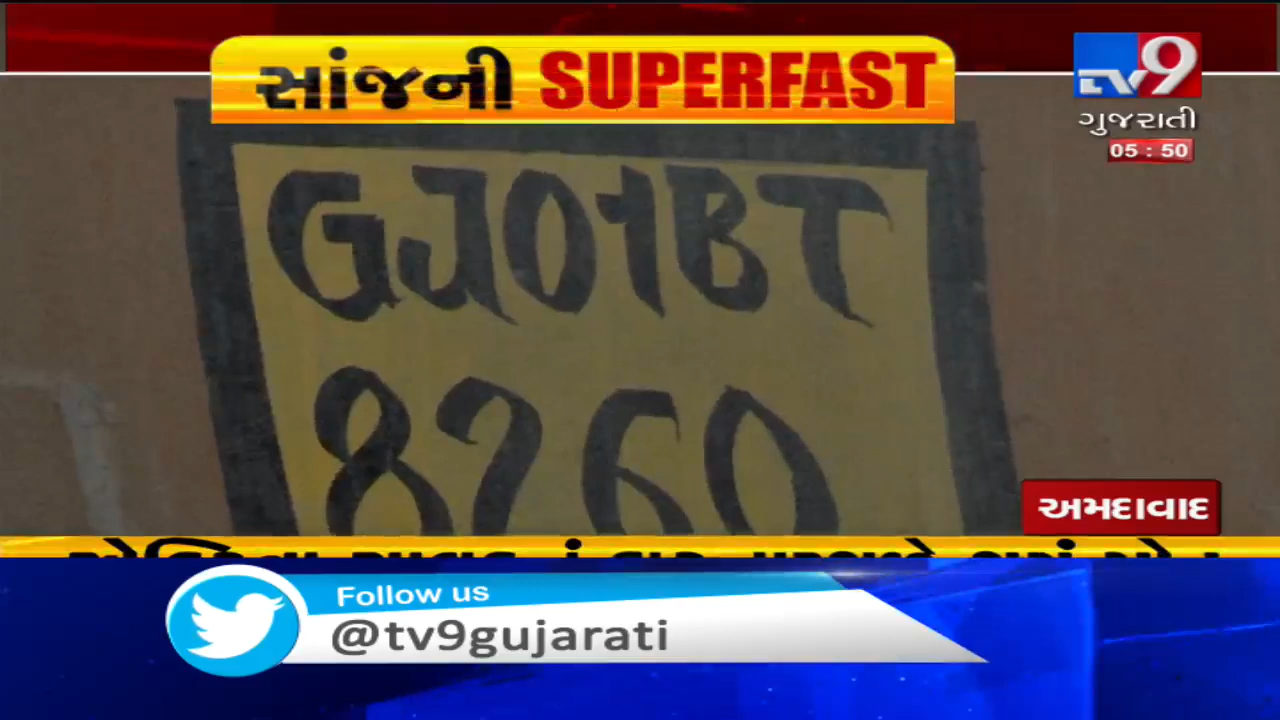 સાંજની SUPERFAST
TV9
ગુજરાતી
05 : 50
GJ01BT
8260
અમદાવાદ
Follow us
@tv9gujarati